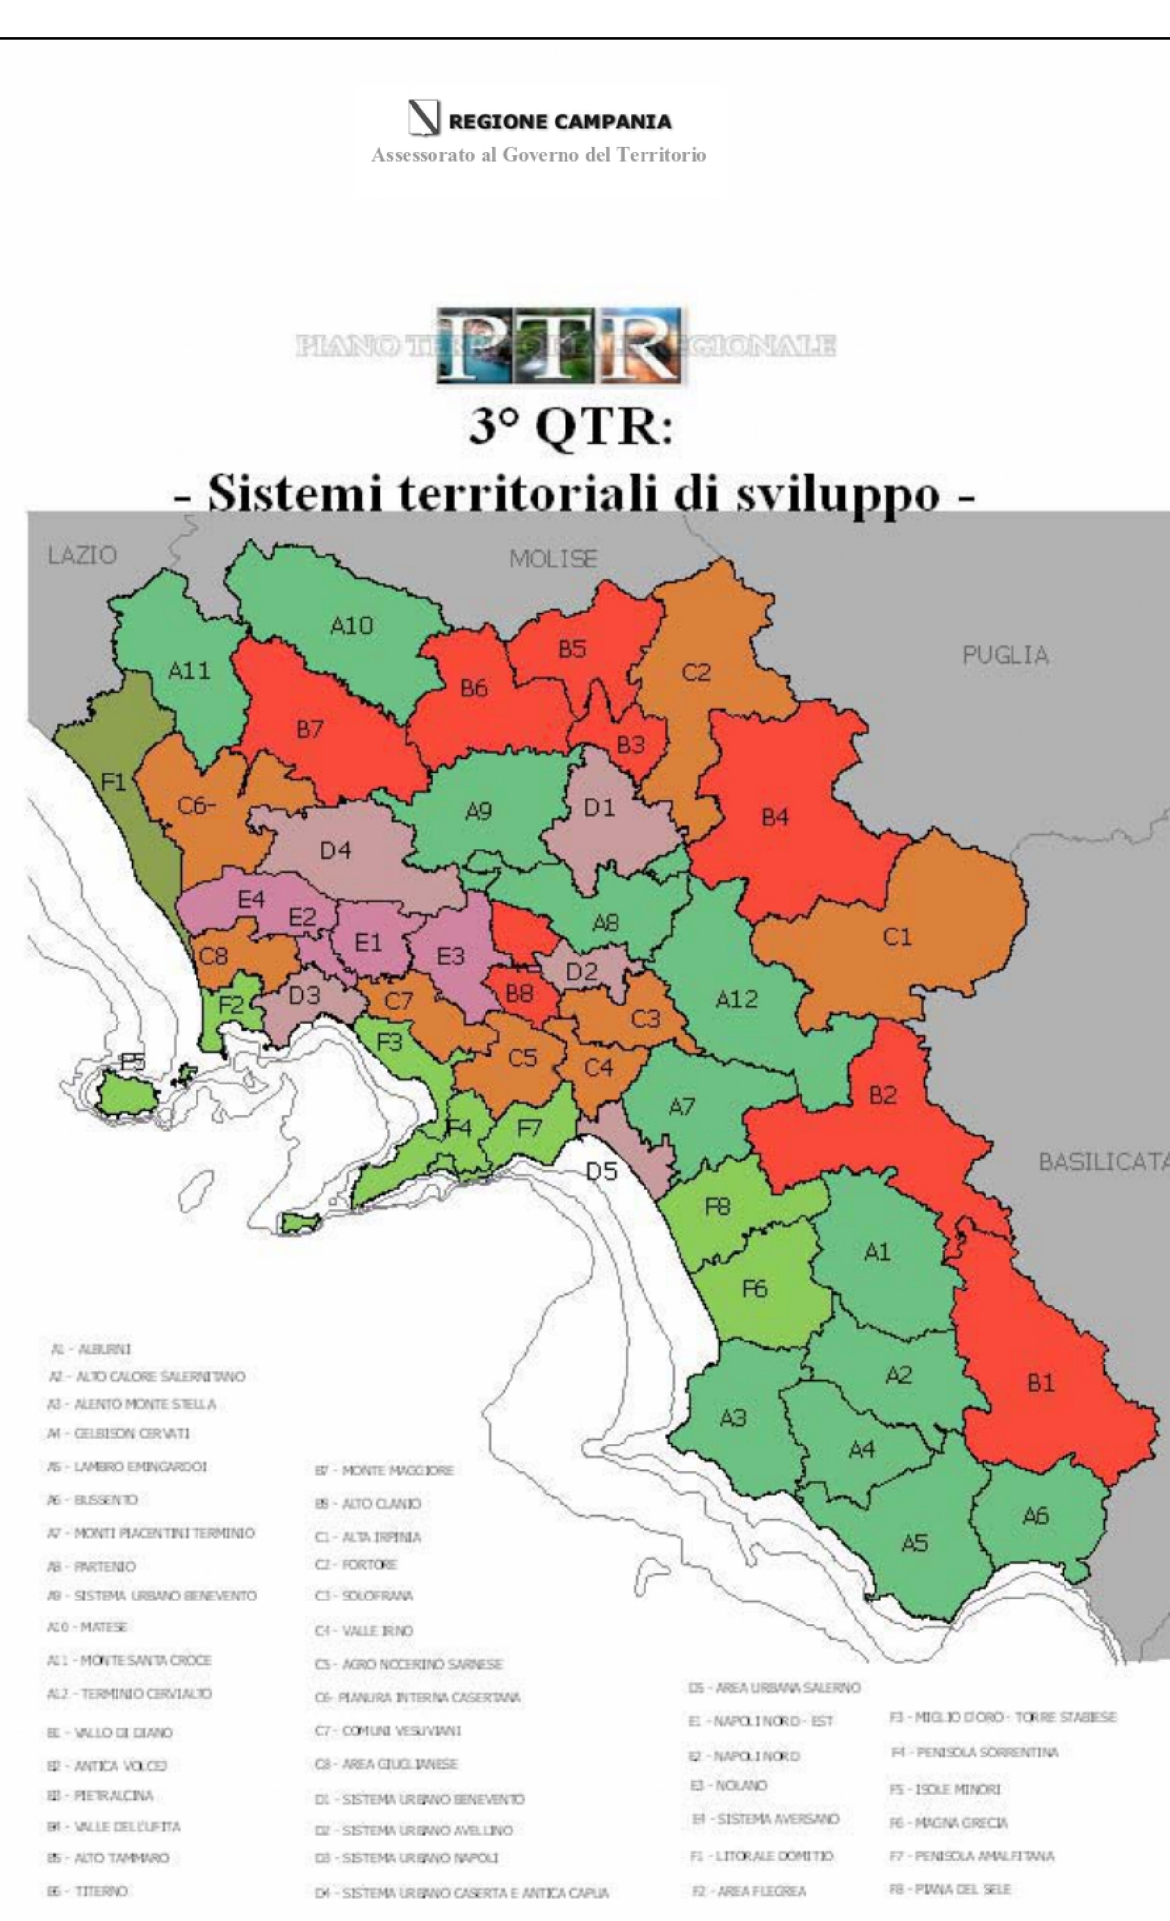 REGIONE CAMPANIA
Assessorato al Governo del Territorio
PIANO TERRITORIALE REGIONALE
PTR
3° QTR:
- Sistemi territoriali di sviluppo -
LAZIO
MOLISE
PUGLIA
BASILICATA
A10
B5
A11
C2
B6
B7
B3
F1
C6-
A9
D1
B4
D4
E4
E2
A8
E1
C1
E3
C8
D2
B8
A12
F2
D3
C7
C3
F3
C5
F5
C4
B2
A7
F4
F7
D5
F8
A1
F6
A2
B1
A3
A4
A6
A5
A1 - ALBURNI
A2 - ALTO CALORE SALERNITANO
A3 - ALENTO MONTE STELLA
A4 - GELBISON CERVATI
A5 - LAMBRO EMINGARDOI
A6 - BUSSENTO
A7 - MONTI PIACENTINI TERMINIO
A8 - PARTENIO
A9 - SISTEMA URBANO BENEVENTO
A10 - MATESE
A11 - MONTE SANTA CROCE
A12 - TERMINIO CERVIALTO
B1 - VALLO DI DIANO
B2 - ANTICA VOLCEJ
B3 - PIETRALCINA
B4 - VALLE DELL'UFITA
B5 - ALTO TAMMARO
B6 - TITERNO
B7 - MONTE MAGGIORE
B8 - ALTO CLANIO
C1 - ALTA IRPINIA
C2 - FORTORE
C3 - SOLOFRANA
C4 - VALLE IRNO
C5 - AGRO NOCERINO SARNESE
C6- PIANURA INTERNA CASERTANA
C7 - COMUNI VESUVIANI
C8 - AREA GIUGLIANESE
D1 - SISTEMA URBANO BENEVENTO
D2 - SISTEMA URBANO AVELLINO
D3 - SISTEMA URBANO NAPOLI
D4 - SISTEMA URBANO CASERTA E ANTICA CAPUA
D5 - AREA URBANA SALERNO
E1 - NAPOLI NORD - EST
E2 - NAPOLI NORD
E3 - NOLANO
E4 - SISTEMA AVERSANO
F1 - LITORALE DOMITIO
F2 - AREA FLEGREA
F3 - MIGLIO D'ORO - TORRE STABIESE
F4 - PENISOLA SORRENTINA
F5 - ISOLE MINORI
F6 - MAGNA GRECIA
F7 - PENISOLA AMALFITANA
F8 - PIANA DEL SELE